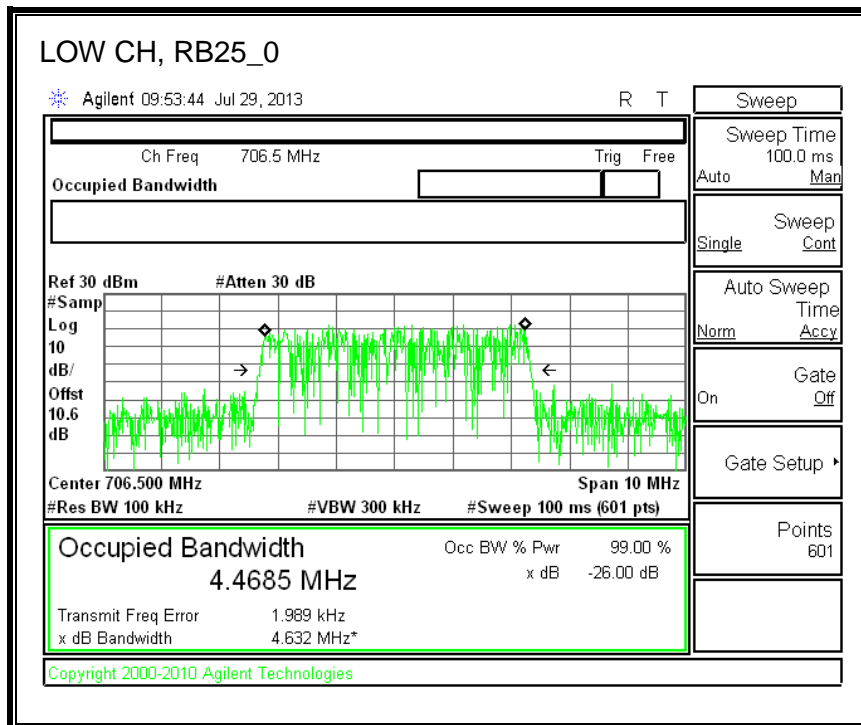 LOW CH, RB25_0
Agilent 09:53:44 Jul 29, 2013 R T
Ch Freq 706.5 MHz Trig Free
Occupied Bandwidth
Ref 30 dBm #Atten 30 dB
#Samp
Log
10
dB/
Offst
10.6
dB
Center 706.500 MHz Span 10 MHz
#Res BW 100 kHz #VBW 300 kHz #Sweep 100 ms (601 pts)
Occupied Bandwidth Occ BW % Pwr 99.00 %
4.4685 MHz x dB -26.00 dB
Transmit Freq Error 1.989 kHz
x dB Bandwidth 4.632 MHz*
Copyright 2000-2010 Agilent Technologies
Sweep
Sweep Time
100.0 ms
Auto Man
Sweep
Single Cont
Auto Sweep
Time
Norm Accy
Gate
On Off
Gate Setup
Points
601